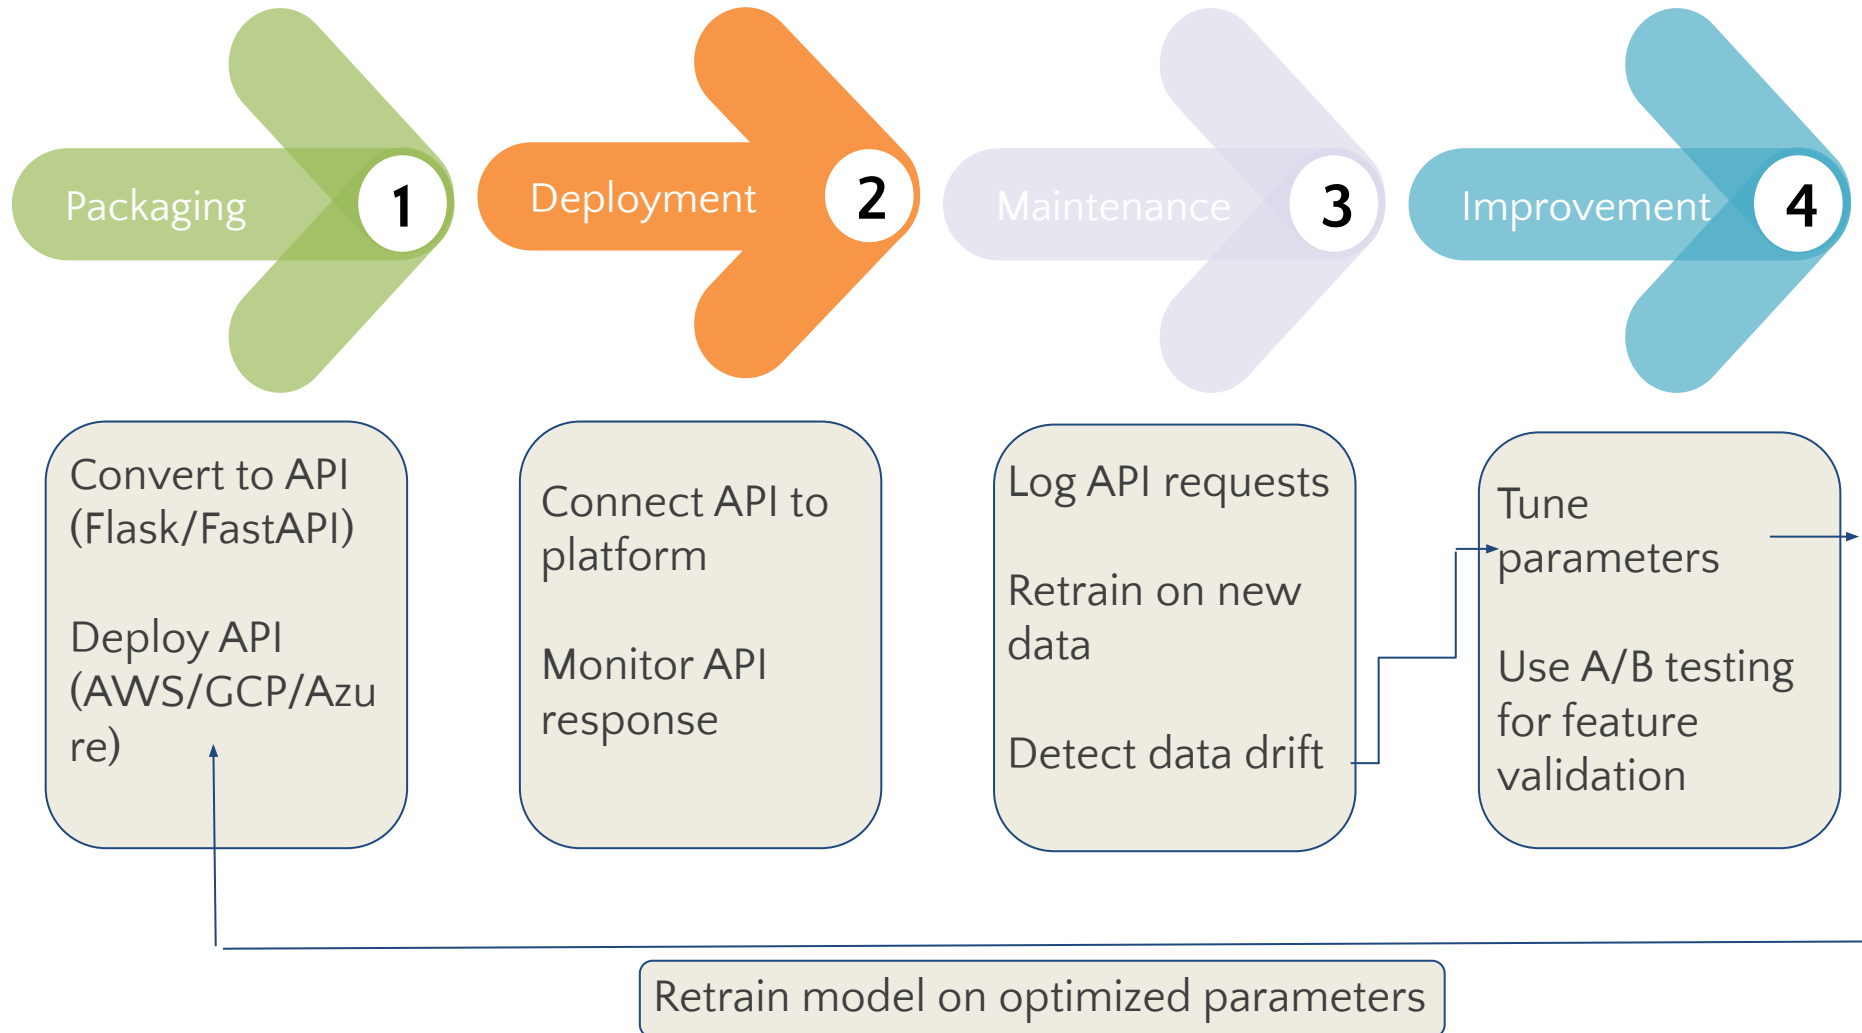 Packaging
1
Deployment
2
Maintenance
3
Improvement
4
Convert to API
(Flask/FastAPI)
Deploy API
(AWS/GCP/Azu
re)
Connect API to
platform
Monitor API
response
Log API requests
Retrain on new
data
Detect data drift
Tune
parameters
Use A/B testing
for feature
validation
Retrain model on optimized parameters